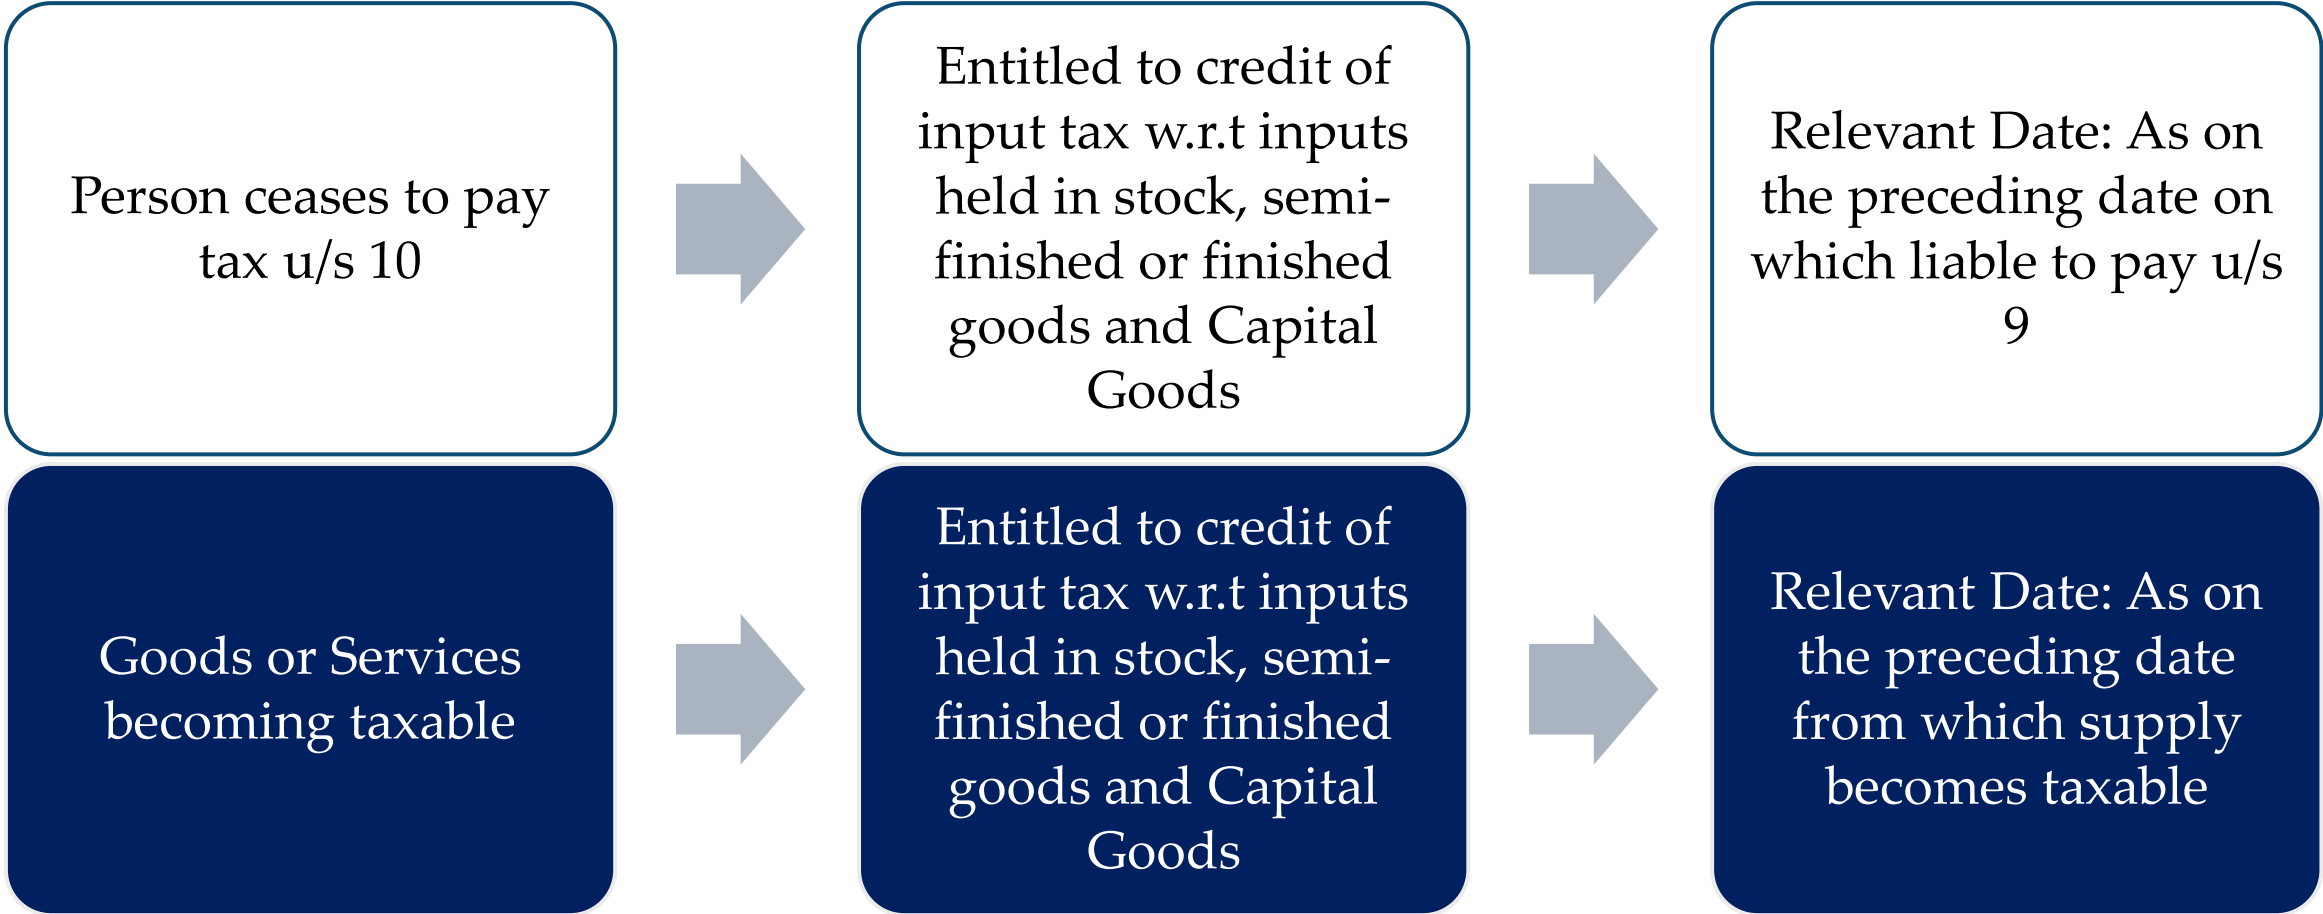 Person ceases to pay
tax u/s 10
Entitled to credit of
input tax w.r.t inputs
held in stock, semi-
finished or finished
goods and Capital
Goods
Relevant Date: As on
the preceding date on
which liable to pay u/s
9
Goods or Services
becoming taxable
Entitled to credit of
input tax w.r.t inputs
held in stock, semi-
finished or finished
goods and Capital
Goods
Relevant Date: As on
the preceding date
from which supply
becomes taxable